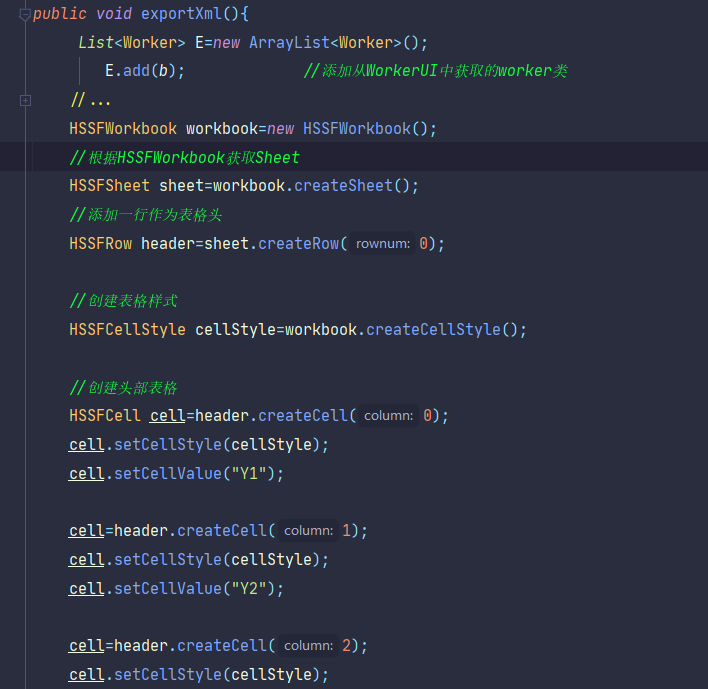 public void exportXml(){
List<Worker> E=new ArrayList<Worker>();
E.add(b); //添加从WorkerUI中获取的worker类
//...
HSSFWorkbook workbook=new HSSFWorkbook();
//根据HSSFWorkbook获取Sheet
HSSFSheet sheet=workbook.createSheet();
//添加一行作为表格头
HSSFRow header=sheet.createRow( rownum: 0);
//创建表格样式
HSSFCellStyle cellStyle=workbook.createCellStyle();
//创建头部表格
HSSFCell cell=header.createCell( column: 0);
cell.setCellStyle(cellStyle);
cell.setCellValue("Y1");
cell=header.createCell( column: 1);
cell.setCellStyle(cellStyle);
cell.setCellValue("Y2");
cell=header.createCell( column: 2);
cell.setCellStyle(cellStyle);